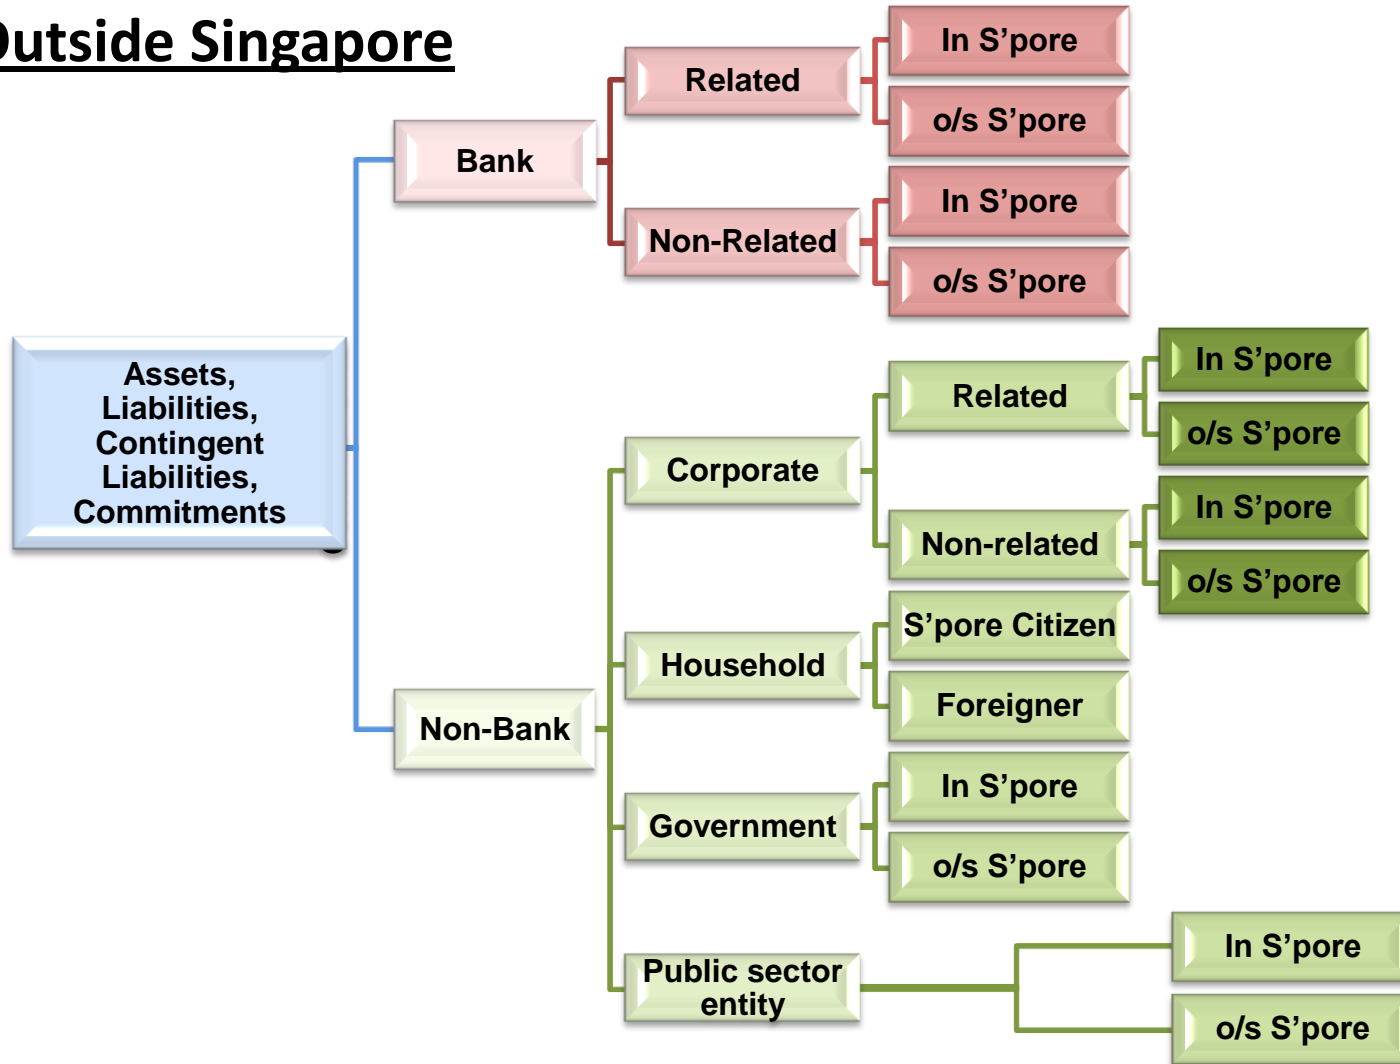 Outside Singapore
Assets,
Liabilities,
Contingent
Liabilities,
Commitments
Bank
Related
In S’pore
o/s S’pore
Non-Related
In S’pore
o/s S’pore
Non-Bank
Corporate
Related
In S’pore
o/s S’pore
Non-related
In S’pore
o/s S’pore
Household
S’pore Citizen
Foreigner
Government
In S’pore
o/s S’pore
Public sector
entity
In S’pore
o/s S’pore